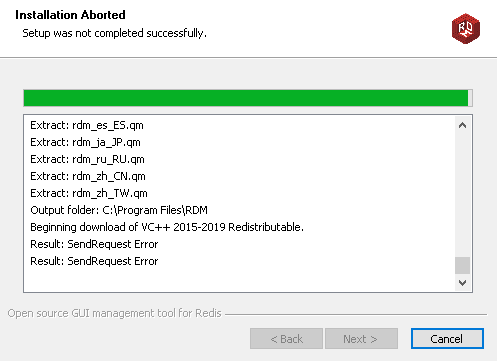 Installation Aborted
Setup was not completed successfully.
RD
Extract: rdm_es_ES.qm
Extract: rdm_ja_JP.qm
Extract: rdm_ru_RU.qm
Extract: rdm_zh_CN.qm
Extract: rdm_zh_TW.qm
Output folder: C:\Program Files\RDM
Beginning download of VC++ 2015-2019 Redistributable.
Result: SendRequest Error
Result: SendRequest Error
Open source GUI management tool for Redis
< Back
Next >
Cancel